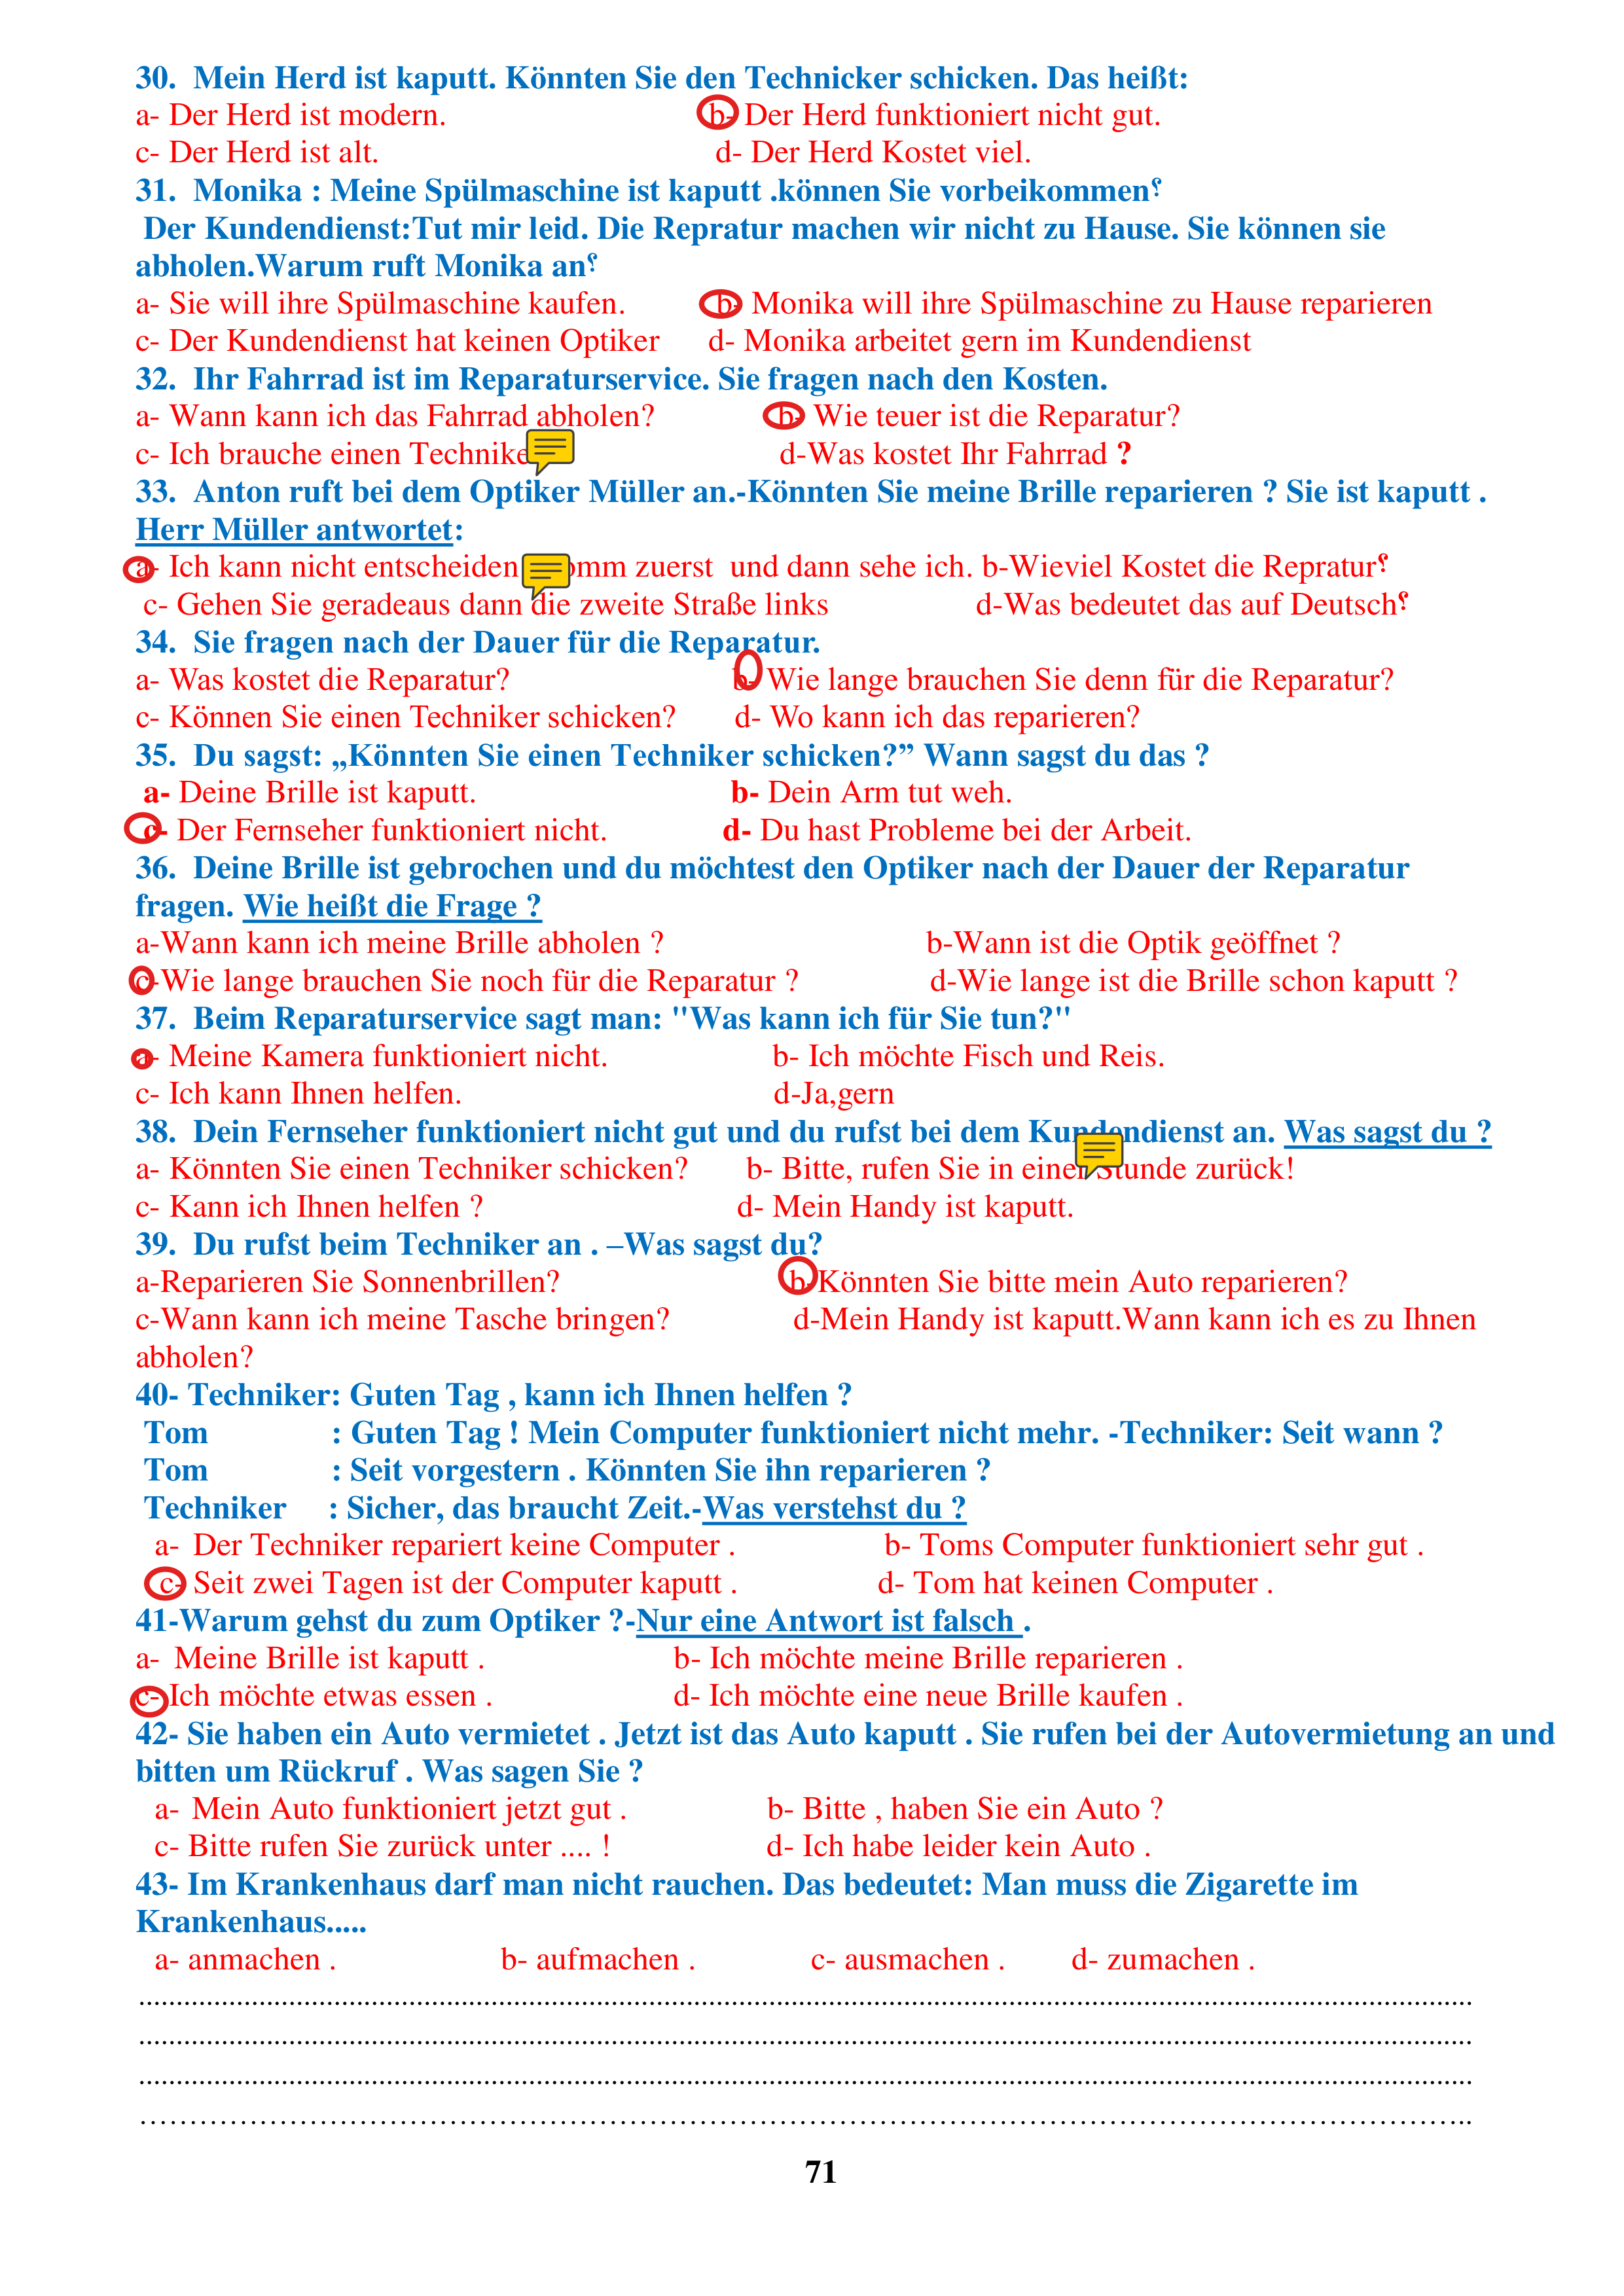 30. Mein Herd ist kaputt. Könnten Sie den Technicker schicken. Das heißt:
a- Der Herd ist modern. b- Der Herd funktioniert nicht gut.
c- Der Herd ist alt. d- Der Herd Kostet viel.
31. Monika : Meine Spülmaschine ist kaputt .können Sie vorbeikommen؟
Der Kundendienst:Tut mir leid. Die Repratur machen wir nicht zu Hause. Sie können sie
abholen.Warum ruft Monika an؟
a- Sie will ihre Spülmaschine kaufen. b- Monika will ihre Spülmaschine zu Hause reparieren
c- Der Kundendienst hat keinen Optiker d- Monika arbeitet gern im Kundendienst
32. Ihr Fahrrad ist im Reparaturservice. Sie fragen nach den Kosten.
a- Wann kann ich das Fahrrad abholen? b- Wie teuer ist die Reparatur?
c- Ich brauche einen Technike d-Was kostet Ihr Fahrrad ?
33. Anton ruft bei dem Optiker Müller an.-Könnten Sie meine Brille reparieren ? Sie ist kaputt .
Herr Müller antwortet:
a- Ich kann nicht entscheiden omm zuerst und dann sehe ich. b-Wieviel Kostet die Repratur؟
c- Gehen Sie geradeaus dann die zweite Straße links d-Was bedeutet das auf Deutsch؟
34. Sie fragen nach der Dauer für die Reparatur.
a- Was kostet die Reparatur? b- Wie lange brauchen Sie denn für die Reparatur?
c- Können Sie einen Techniker schicken? d- Wo kann ich das reparieren?
35. Du sagst: „Könnten Sie einen Techniker schicken?” Wann sagst du das ?
a- Deine Brille ist kaputt. b- Dein Arm tut weh.
c- Der Fernseher funktioniert nicht. d- Du hast Probleme bei der Arbeit.
36. Deine Brille ist gebrochen und du möchtest den Optiker nach der Dauer der Reparatur
fragen. Wie heißt die Frage ?
a-Wann kann ich meine Brille abholen ? b-Wann ist die Optik geöffnet ?
c-Wie lange brauchen Sie noch für die Reparatur ? d-Wie lange ist die Brille schon kaputt ?
37. Beim Reparaturservice sagt man: "Was kann ich für Sie tun?"
a- Meine Kamera funktioniert nicht. b- Ich möchte Fisch und Reis.
c- Ich kann Ihnen helfen. d-Ja,gern
38. Dein Fernseher funktioniert nicht gut und du rufst bei dem Kundendienst an. Was sagst du ?
a- Könnten Sie einen Techniker schicken? b- Bitte, rufen Sie in einer Stunde zurück!
c- Kann ich Ihnen helfen ? d- Mein Handy ist kaputt.
39. Du rufst beim Techniker an . –Was sagst du?
a-Reparieren Sie Sonnenbrillen? b-Könnten Sie bitte mein Auto reparieren?
c-Wann kann ich meine Tasche bringen? d-Mein Handy ist kaputt.Wann kann ich es zu Ihnen
abholen?
40- Techniker: Guten Tag , kann ich Ihnen helfen ?
Tom : Guten Tag ! Mein Computer funktioniert nicht mehr. -Techniker: Seit wann ?
Tom : Seit vorgestern . Könnten Sie ihn reparieren ?
Techniker : Sicher, das braucht Zeit.-Was verstehst du ?
a- Der Techniker repariert keine Computer . b- Toms Computer funktioniert sehr gut .
c- Seit zwei Tagen ist der Computer kaputt . d- Tom hat keinen Computer .
41-Warum gehst du zum Optiker ?-Nur eine Antwort ist falsch .
a- Meine Brille ist kaputt . b- Ich möchte meine Brille reparieren .
c- Ich möchte etwas essen . d- Ich möchte eine neue Brille kaufen .
42- Sie haben ein Auto vermietet . Jetzt ist das Auto kaputt . Sie rufen bei der Autovermietung an und
bitten um Rückruf . Was sagen Sie ?
a- Mein Auto funktioniert jetzt gut . b- Bitte , haben Sie ein Auto ?
c- Bitte rufen Sie zurück unter .... ! d- Ich habe leider kein Auto .
43- Im Krankenhaus darf man nicht rauchen. Das bedeutet: Man muss die Zigarette im
Krankenhaus.....
a- anmachen . b- aufmachen . c- ausmachen . d- zumachen .
71